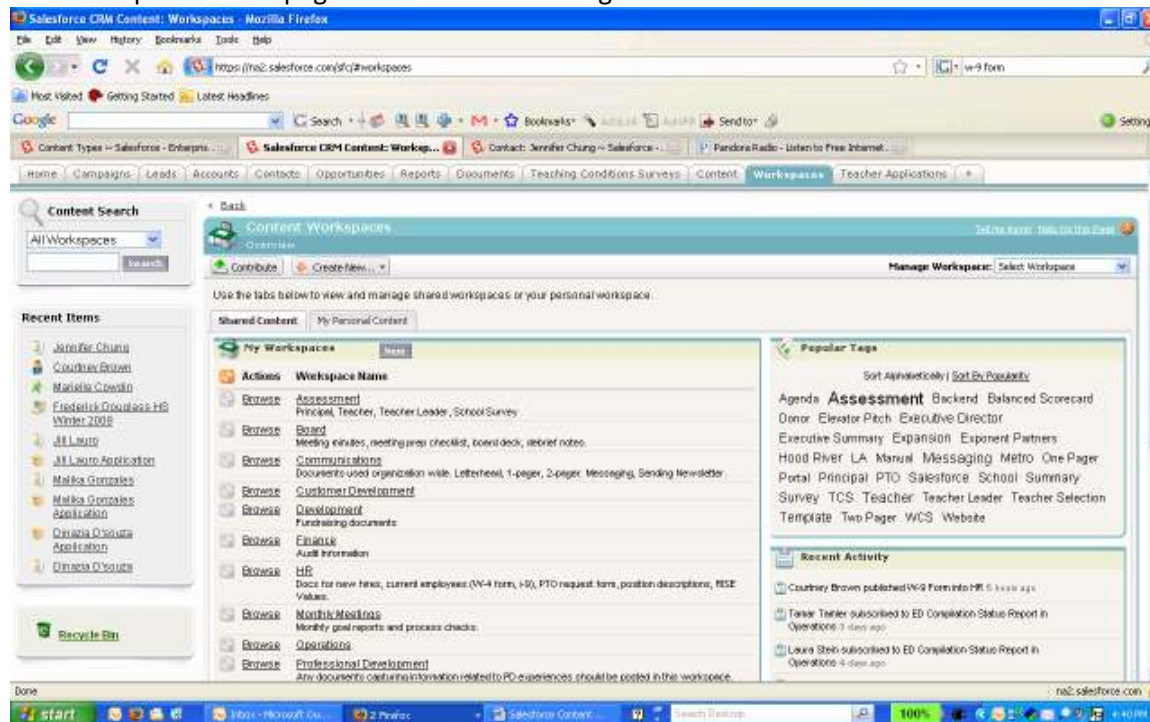 Salesforce CRM Content: Workspaces - Mozilla Firefox
File Edit View History Bookmarks Tools Help
https://na2.salesforce.com/sfc/#workspaces
w-9 form
Most Visited Getting Started Latest Headlines
Google Search Bookmarks Send to Setting
Content Types ~ Salesforce - Enterpris...
Salesforce CRM Content: Worksp...
Contact: Jennifer Chung ~ Salesforce - ...
Pandora Radio - Listen to Free Internet...
Home Campaigns Leads Accounts Contacts Opportunities Reports Documents Teaching Conditions Surveys Content Workspaces Teacher Applications +
Content Search
All Workspaces
Search
Recent Items
Jennifer Chung
Courtney Brown
Mariella Cowdin
Frederick Douglass HS
Winter 2009
Jill Lauro
Jill Lauro Application
Malika Gonzales
Malika Gonzales
Application
Dinazia D'souza
Application
Dinazia D'souza
Recycle Bin
< Back
Content Workspaces
Overview
Tell me more Help on this Page
Contribute Create New...
Manage Workspace: Select Workspace
Use the tabs below to view and manage shared workspaces or your personal workspace.
Shared Content My Personal Content
My Workspaces New
Actions Workspace Name
Browse Assessment
Principal, Teacher, Teacher Leader, School Survey
Browse Board
Meeting minutes, meeting prep checklist, board deck, debrief notes.
Browse Communications
Documents used organization wide. Letterhead, 1-pager, 2-pager. Messaging, Sending Newsletter
Browse Customer Development
Browse Development
Fundraising documents
Browse Finance
Audit Information
Browse HR
Docs for new hires, current employees (W-4 form, I-9), PTO request form, position descriptions, RISE
Values.
Browse Monthly Meetings
Monthly goal reports and process checks.
Browse Operations
Browse Professional Development
Any documents capturing information related to PD experiences should be posted in this workspace.
Popular Tags
Sort Alphabetically | Sort By Popularity
Agenda Assessment Backend Balanced Scorecard
Donor Elevator Pitch Executive Director
Executive Summary Expansion Exponent Partners
Hood River LA Manual Messaging Metro One Pager
Portal Principal PTO Salesforce School Summary
Survey TCS Teacher Teacher Leader Teacher Selection
Template Two Pager WCS Website
Recent Activity
Courtney Brown published W-9 Form into HR 5 hours ago
Tamar subscribed to ED Compilation Status Report in
Operations 3 days ago
Laura Stein subscribed to ED Compilation Status Report in
Operations 4 days ago
Done
na2.salesforce.com
start
Inbox - Microsoft Ou...
2 Firefox
Salesforce Content ...
Search Desktop
100%
4:40 PM